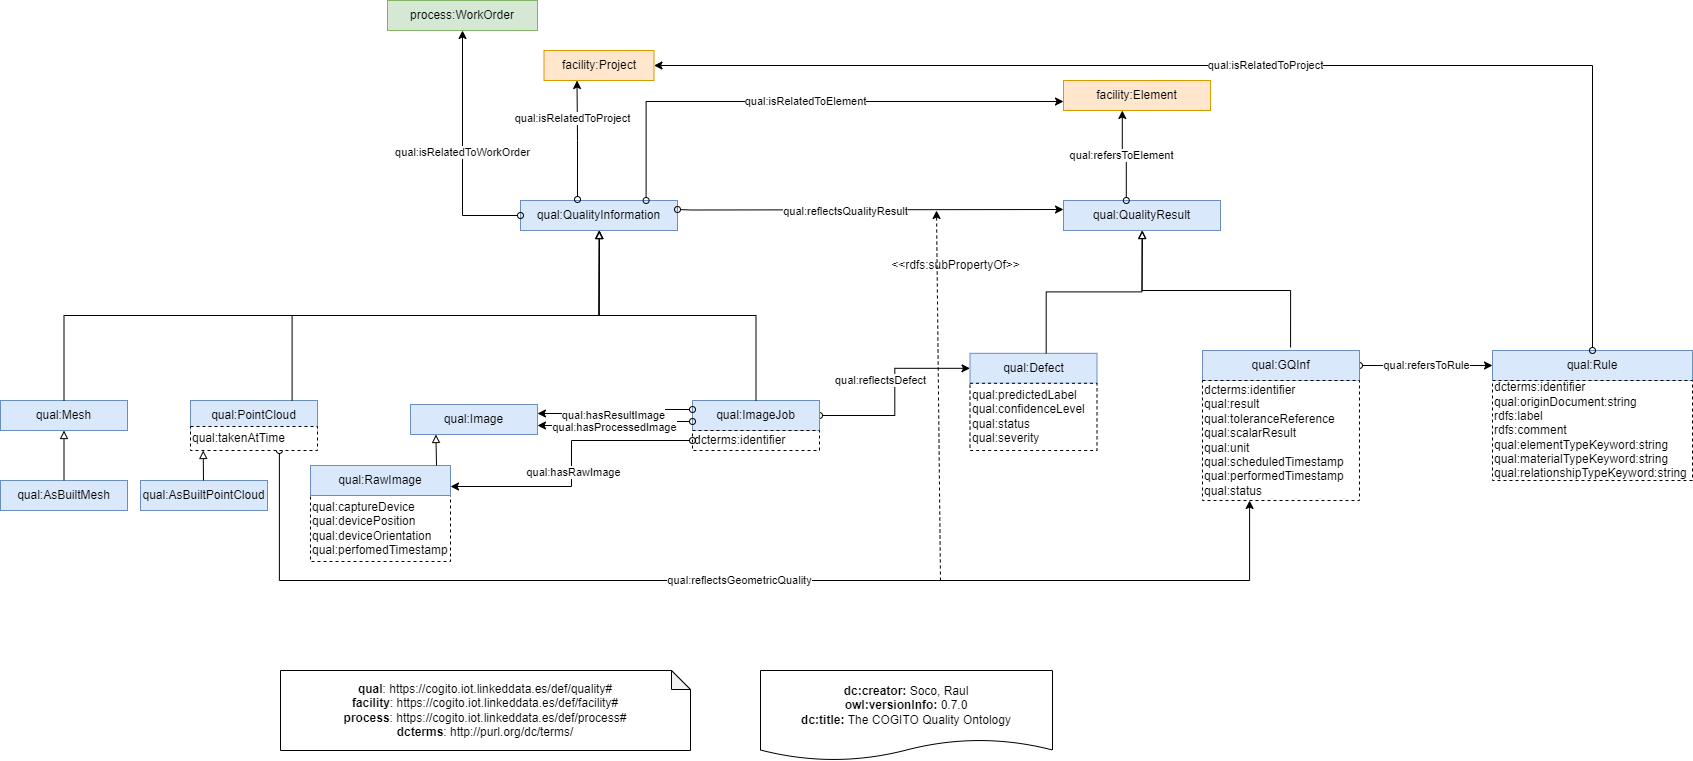 process:WorkOrder
facility:Project
qual:isRelatedToProject
facility:Element
qual:isRelatedToElement
qual:isRelatedToProject
qual:isRelatedToWorkOrder
qual:refersToElement
qual:QualityInformation
qual:reflectsQualityResult
qual:QualityResult
<<rdfs:subPropertyOf>>
qual:Mesh
qual:AsBuiltMesh
qual:PointCloud
qual:takenAtTime
qual:AsBuiltPointCloud
qual:Image
qual:RawImage
qual:captureDevice
qual:devicePosition
qual:deviceOrientation
qual:perfomedTimestamp
qual:hasResultImage
qual:hasProcessedImage
qual:hasRawImage
qual:ImageJob
dcterms:identifier
qual:reflectsDefect
qual:Defect
qual:predictedLabel
qual:confidenceLevel
qual:status
qual:severity
qual:GQInf
dcterms:identifier
qual:result
qual:toleranceReference
qual:scalarResult
qual:unit
qual:scheduledTimestamp
qual:performedTimestamp
qual:status
qual:refersToRule
qual:Rule
dcterms:identifier
qual:originDocument:string
rdfs:label
rdfs:comment
qual:elementTypeKeyword:string
qual:materialTypeKeyword:string
qual:relationshipTypeKeyword:string
qual:reflectsGeometricQuality
qual: https://cogito.iot.linkeddata.es/def/quality#
facility: https://cogito.iot.linkeddata.es/def/facility#
process: https://cogito.iot.linkeddata.es/def/process#
dcterms: http://purl.org/dc/terms/
dc:creator: Soco, Raul
owl:versionInfo: 0.7.0
dc:title: The COGITO Quality Ontology